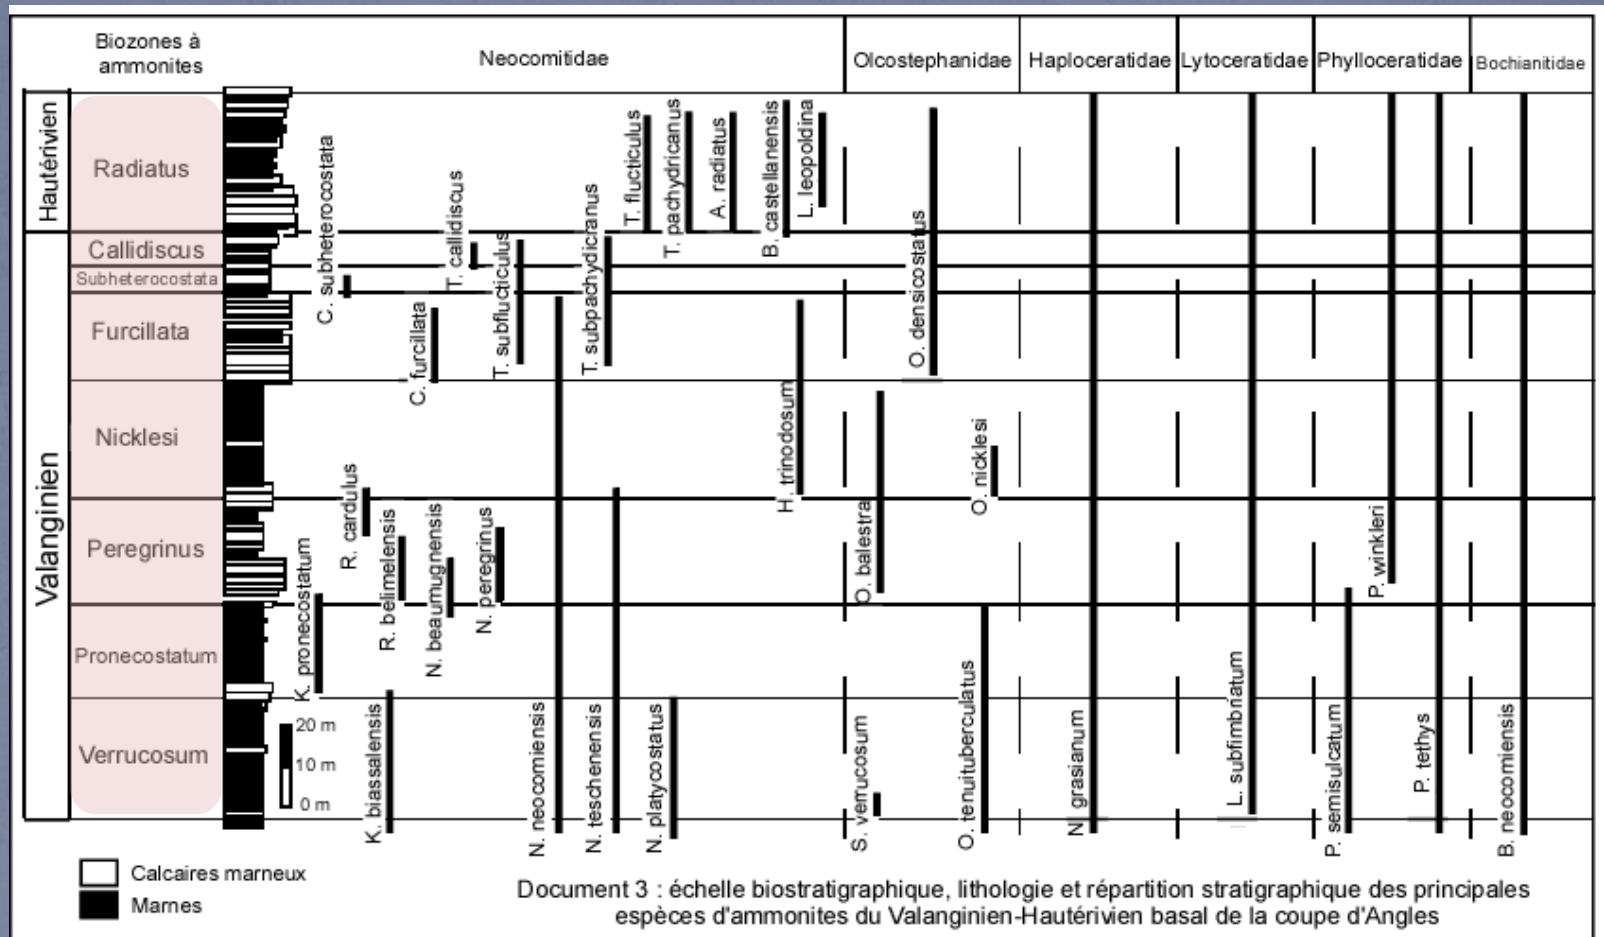 Biozones à
ammonites
Neocomitidae
Olcostephanidae
Haploceratidae
Lytoceratidae
Phylloceratidae
Bochianitidae
Hautérivien
Valanginien
Radiatus
Callidiscus
Subheterocostata
Furcillata
Nicklesi
Peregrinus
Pronecostatum
Verrucosum
20 m
10 m
0 m
K. pronecostatum
C. subheterocostata
R. cardulus
K. biassalensis
R. belimelensis
C. furcillata
N. beaumugnensis
T. callidiscus
N. peregrinus
T. subflucticulus
N. neocomiensis
T. subpachydicranus
N. teschenensis
T. flucticulus
N. platycostatus
T. pachydricanus
A. radiatus
B. castellanensis
H. trinodosum
L. leopoldina
S. verrucosum
O. balestra
O. densicostatus
O. tenuituberculatus
O. nicklesi
N. grasianum
L. subfimbriatum
P. semisulcatum
P. winkleri
P. tethys
B. neocomiensis
Calcaires marneux
Marnes
Document 3 : échelle biostratigraphique, lithologie et répartition stratigraphique des principales
espèces d'ammonites du Valanginien-Hautérivien basal de la coupe d'Angles